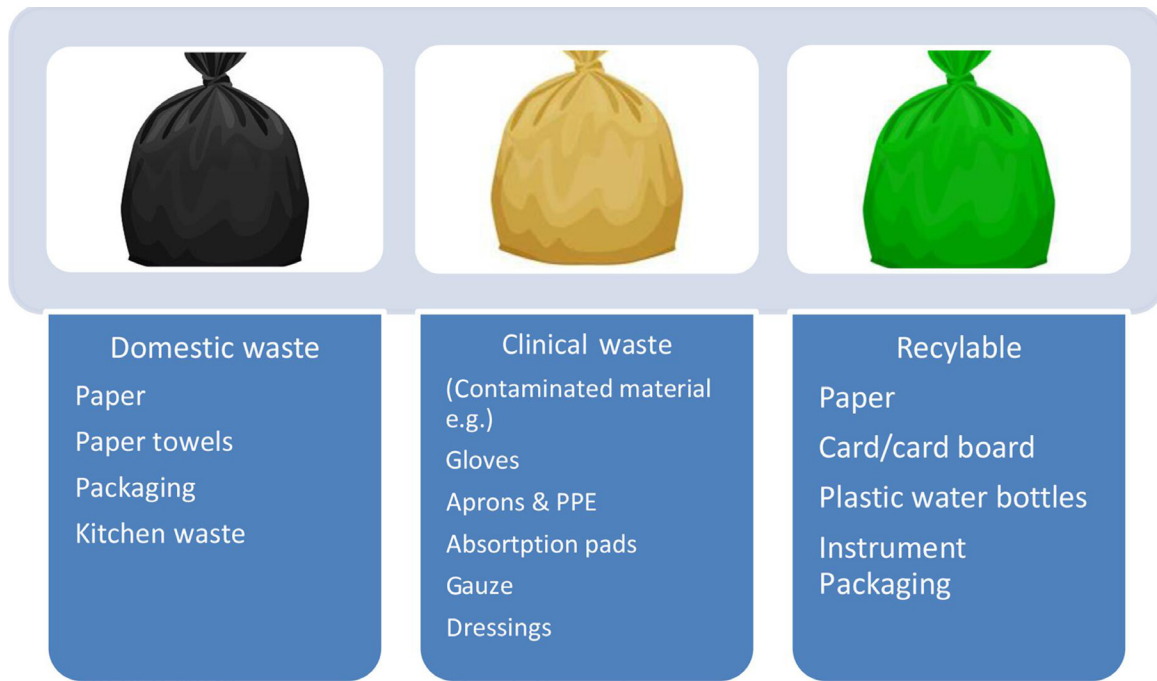 Domestic waste
Paper
Paper towels
Packaging
Kitchen waste
Clinical waste
(Contaminated material
e.g.)
Gloves
Aprons & PPE
Absortption pads
Gauze
Dressings
Recylable
Paper
Card/card board
Plastic water bottles
Instrument
Packaging